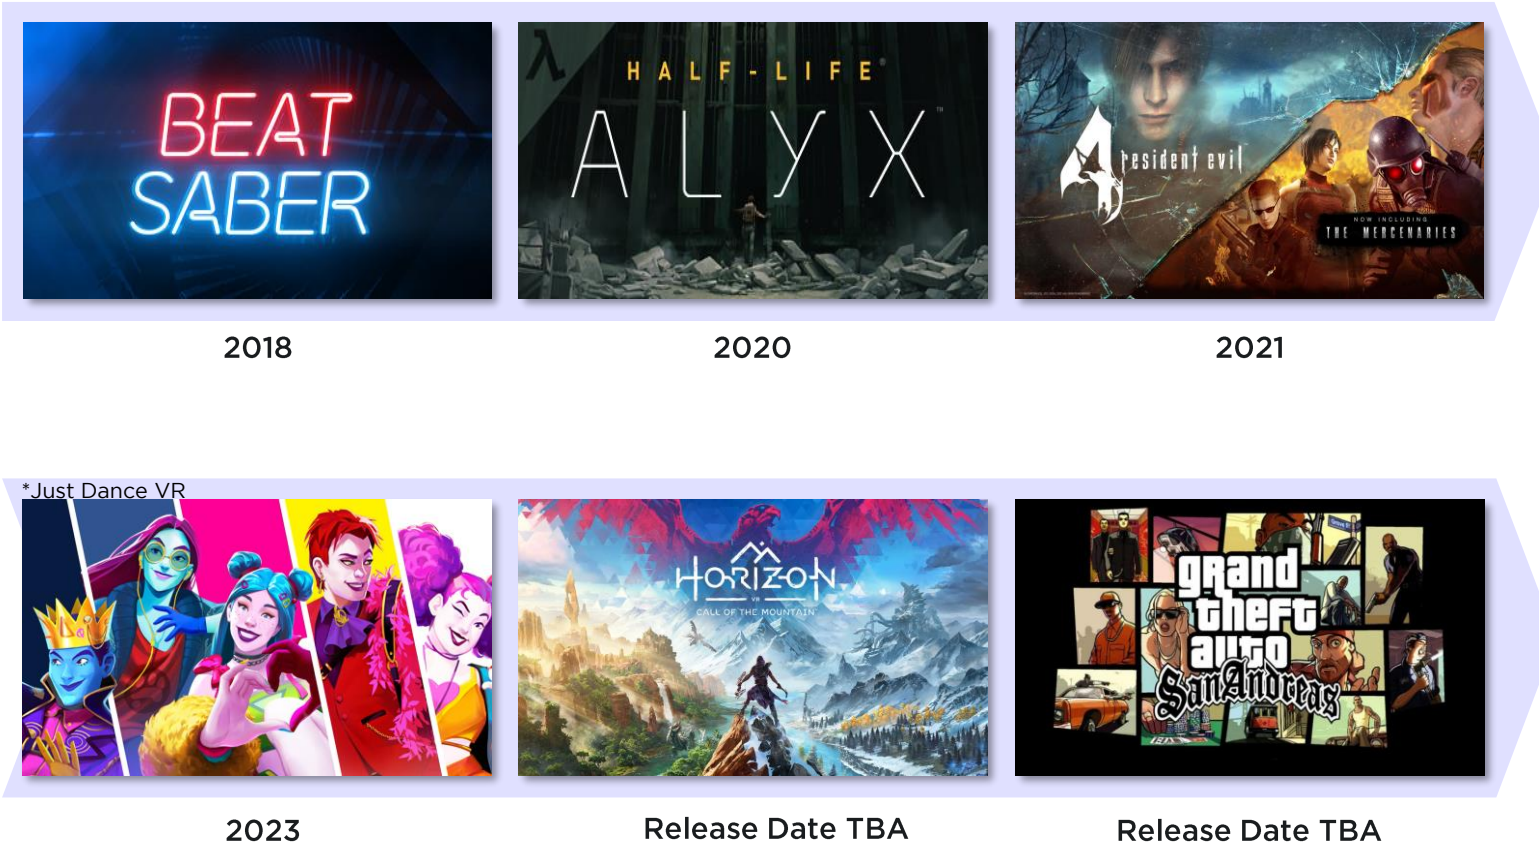 BEAT
SABER
HALF-LIFE
ALYX
4
resident evil
NOW INCLUDING
THE MERCENARIES
2018
2020
2021
*Just Dance VR
HORIZON
VR
CALL OF THE MOUNTAIN
grand
theft
auto
San Andreas
2023
Release Date TBA
Release Date TBA